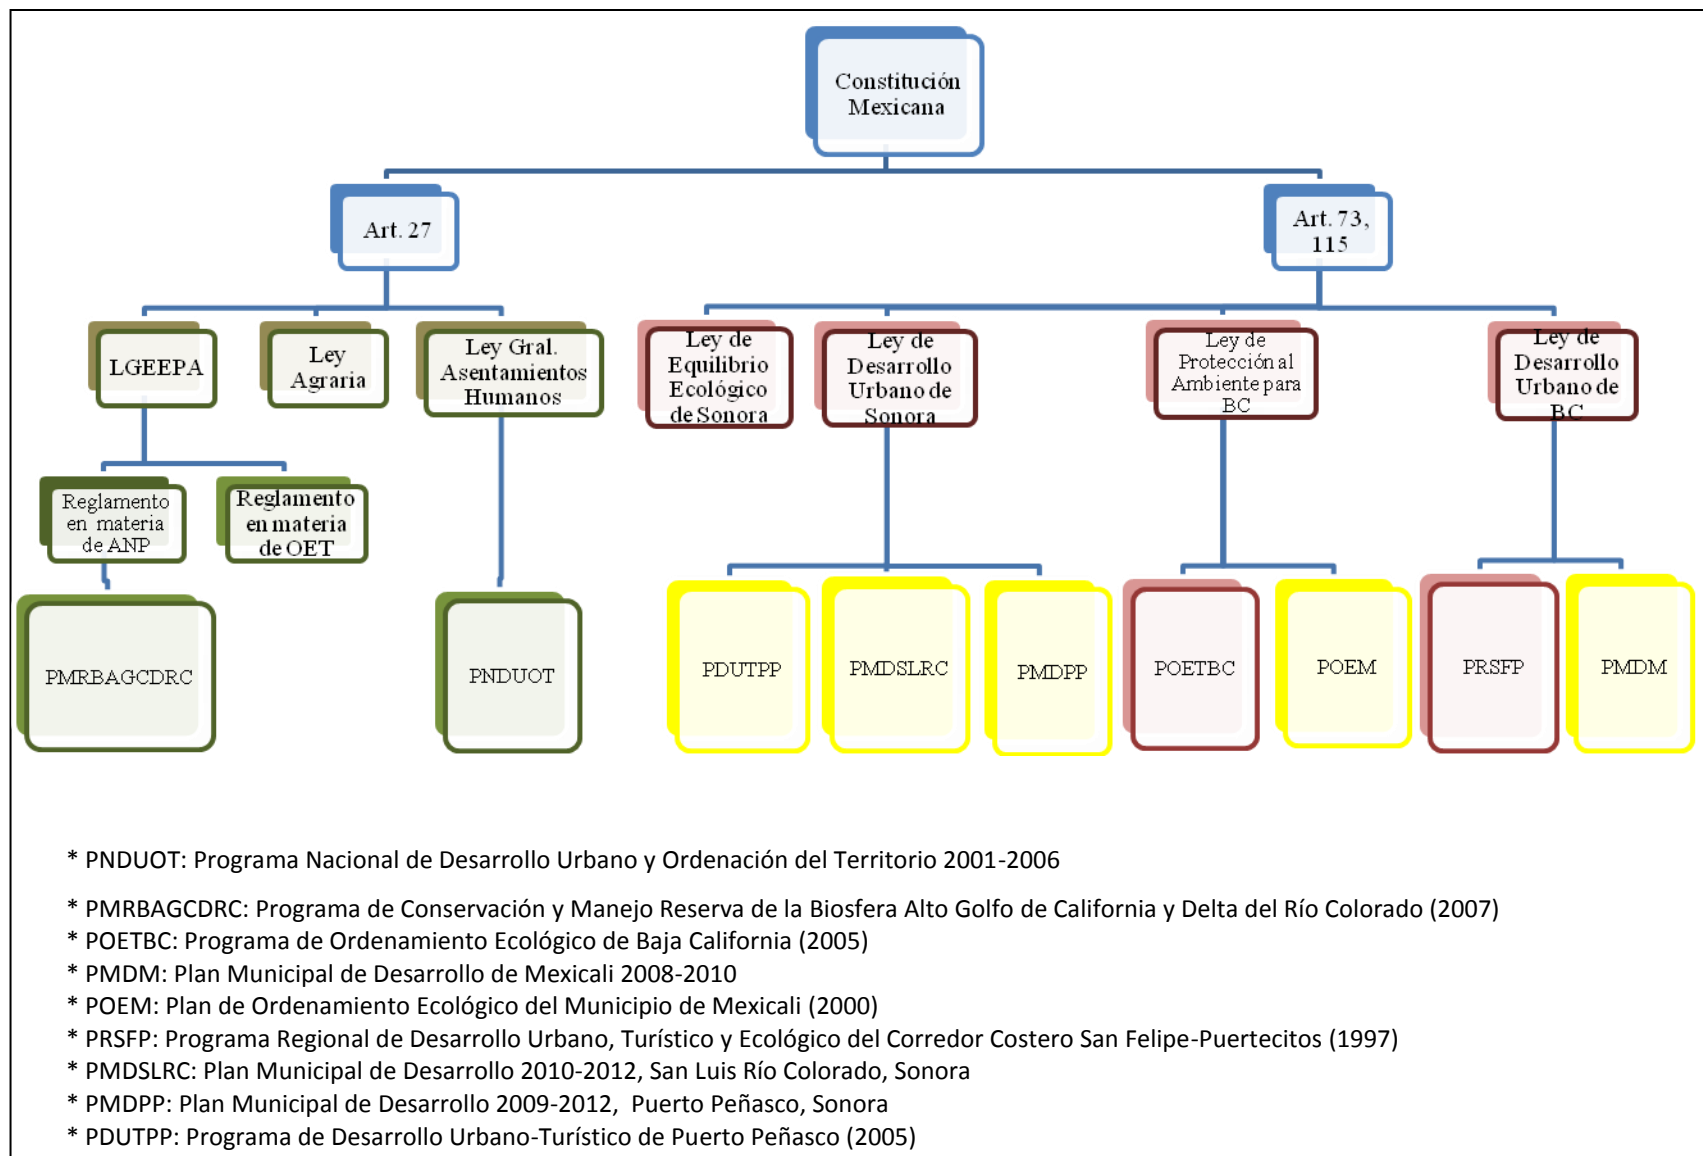 Constitución
Mexicana
Art. 27
Art. 73,
115
LGEEPA
Ley
Agraria
Ley Gral.
Asentamientos
Humanos
Ley de
Equilibrio
Ecológico
de Sonora
Ley de
Desarrollo
Urbano de
Sonora
Ley de
Protección al
Ambiente para
BC
Ley de
Desarrollo
Urbano de
BC
Reglamento
en materia
de ANP
Reglamento
en materia
de OET
PMRBAGCDRC
PNDUOT
PDUTPP
PMDSLRC
PMDPP
POETBC
POEM
PRSFP
PMDM
* PNDUOT: Programa Nacional de Desarrollo Urbano y Ordenación del Territorio 2001-2006
* PMRBAGCDRC: Programa de Conservación y Manejo Reserva de la Biosfera Alto Golfo de California y Delta del Río Colorado (2007)
* POETBC: Programa de Ordenamiento Ecológico de Baja California (2005)
* PMDM: Plan Municipal de Desarrollo de Mexicali 2008-2010
* POEM: Plan de Ordenamiento Ecológico del Municipio de Mexicali (2000)
* PRSFP: Programa Regional de Desarrollo Urbano, Turístico y Ecológico del Corredor Costero San Felipe-Puertecitos (1997)
* PMDSLRC: Plan Municipal de Desarrollo 2010-2012, San Luis Río Colorado, Sonora
* PMDPP: Plan Municipal de Desarrollo 2009-2012, Puerto Peñasco, Sonora
* PDUTPP: Programa de Desarrollo Urbano-Turístico de Puerto Peñasco (2005)